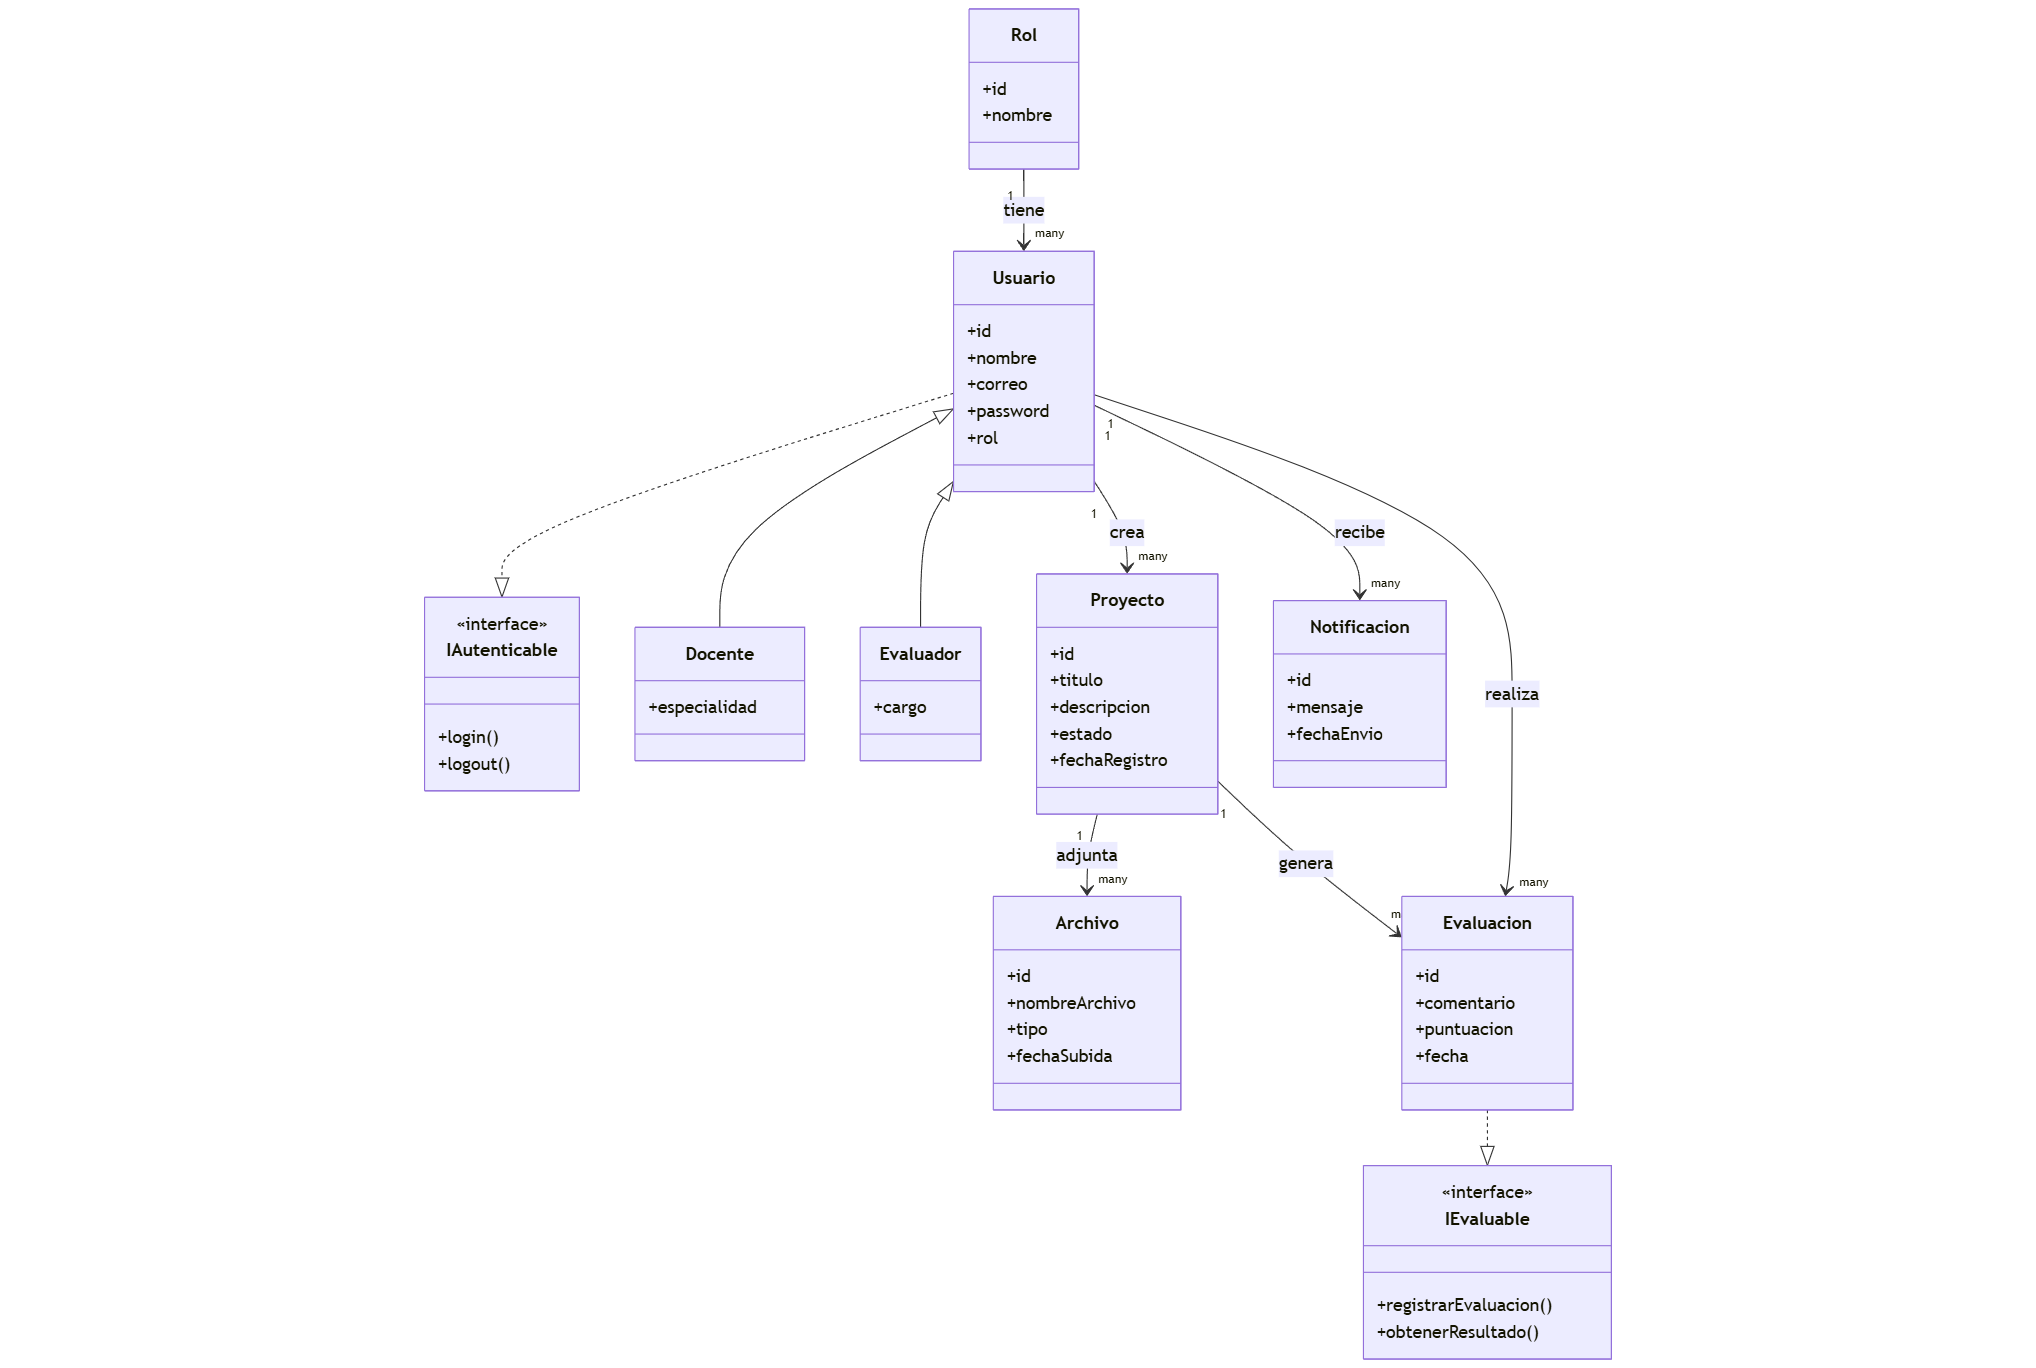 Rol
+id
+nombre
1
tiene
many
Usuario
+id
+nombre
+correo
+password
+rol
1
1
1
crea
many
recibe
many
realiza
many
«interface»
IAutenticable
+login()
+logout()
Docente
+especialidad
Evaluador
+cargo
Proyecto
+id
+titulo
+descripcion
+estado
+fechaRegistro
Notificacion
+id
+mensaje
+fechaEnvio
1
adjunta
many
1
genera
m
Archivo
+id
+nombreArchivo
+tipo
+fechaSubida
Evaluacion
+id
+comentario
+puntuacion
+fecha
«interface»
IEvaluable
+registrarEvaluacion()
+obtenerResultado()